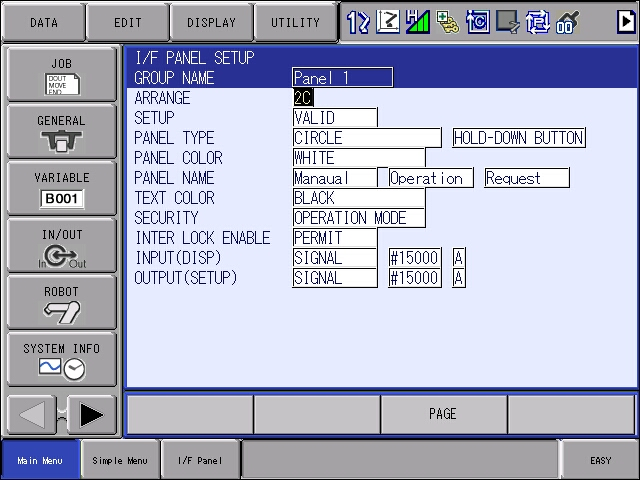 DATA EDIT DISPLAY UTILITY
JOB
DOUT
MOVE
END
GENERAL
VARIABLE
B001
IN/OUT
In Out
ROBOT
SYSTEM INFO
I/F PANEL SETUP
GROUP NAME Panel 1
ARRANGE 2C
SETUP VALID
PANEL TYPE CIRCLE HOLD-DOWN BUTTON
PANEL COLOR WHITE
PANEL NAME Manaual Operation Request
TEXT COLOR BLACK
SECURITY OPERATION MODE
INTER LOCK ENABLE PERMIT
INPUT(DISP) SIGNAL #15000 A
OUTPUT(SETUP) SIGNAL #15000 A
PAGE
Main Menu Simple Menu I/F Panel EASY